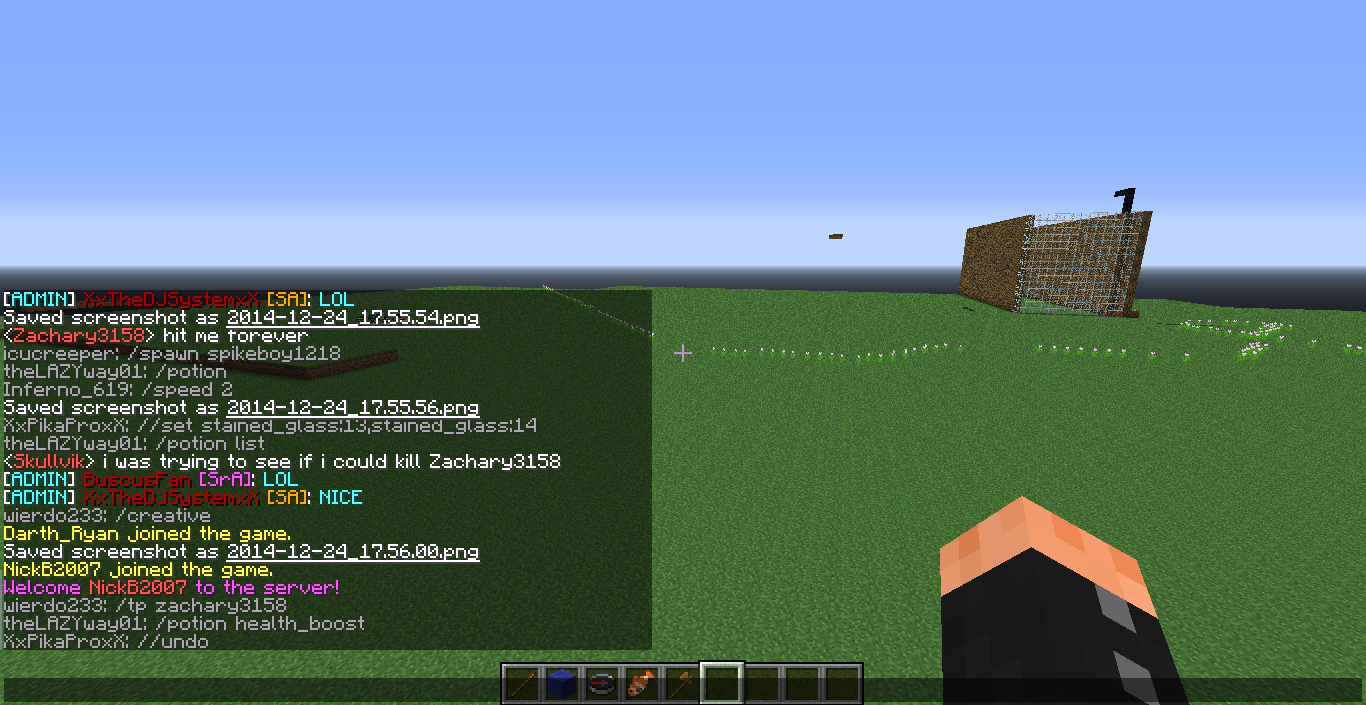 [ADMIN] XxTheDJSystemxX [SA]: LOL
Saved screenshot as 2014-12-24_17.55.54.png
<Zachary3158> hit me forever
icucreeper: /spawn spikeboy1218
theLAZYway01: /potion
Inferno_619: /speed 2
Saved screenshot as 2014-12-24_17.55.56.png
XxPikaProxX: //set stained_glass:13,stained_glass:14
theLAZYway01: /potion list
<Skullvik> i was trying to see if i could kill Zachary3158
[ADMIN] BuscusFan [SrA]: LOL
[ADMIN] XxTheDJSystemxX [SA]: NICE
wierdo233: /creative
Darth_Ryan joined the game.
Saved screenshot as 2014-12-24_17.56.00.png
NickB2007 joined the game.
Welcome NickB2007 to the server!
wierdo233: /tp zachary3158
theLAZYway01: /potion health_boost
XxPikaProxX: //undo
1